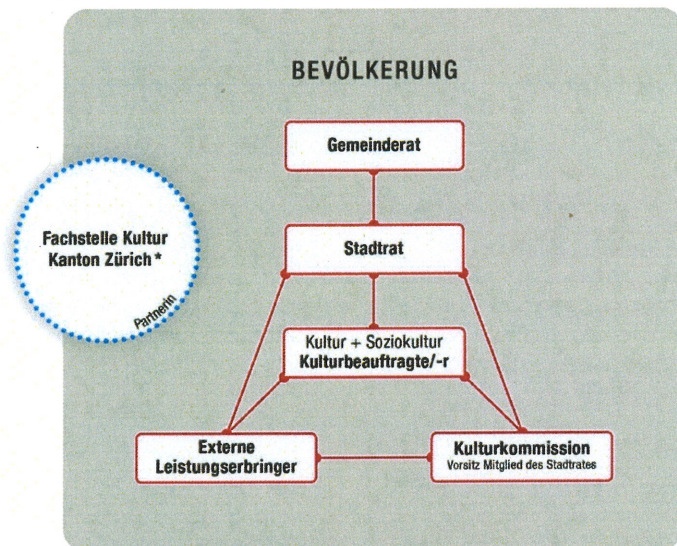 BEVÖLKERUNG
Gemeinderat
Fachstelle Kultur
Kanton Zürich*
Partnerin
Stadtrat
Kultur + Soziokultur
Kulturbeauftragte/-r
Externe
Leistungserbringer
Kulturkommission
Vorsitz Mitglied des Stadtrates